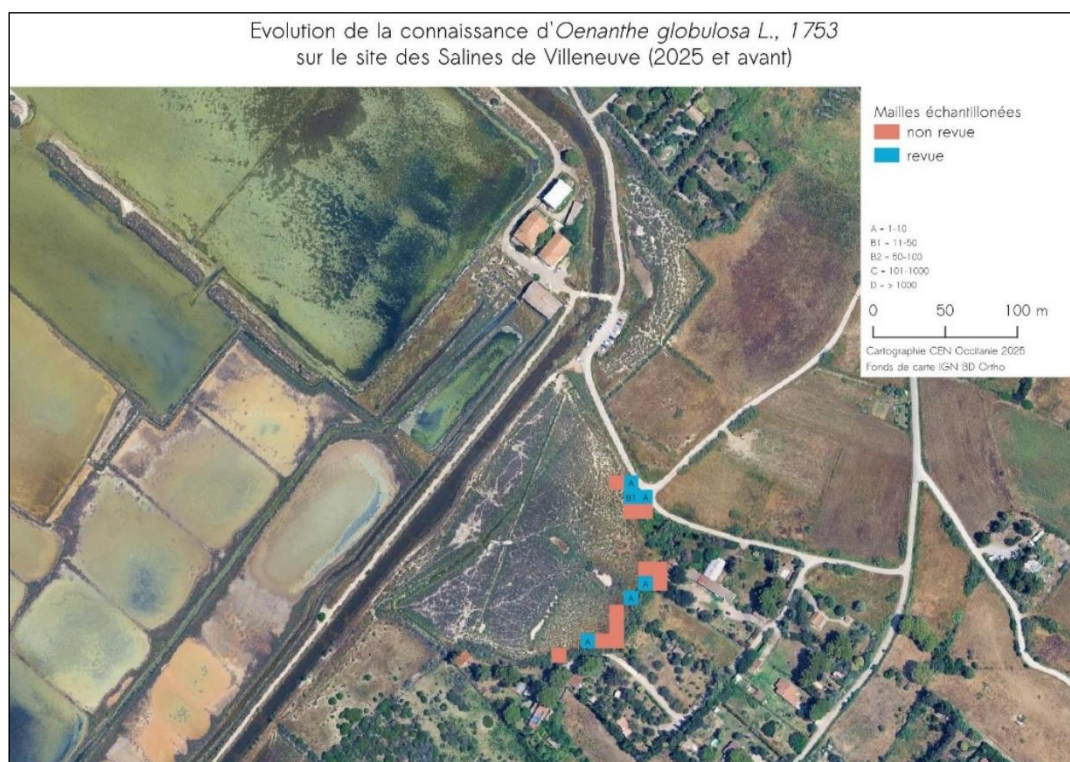 Evolution de la connaissance d'Oenanthe globulosa L., 1753
sur le site des Salines de Villeneuve (2025 et avant)
Mailles échantillonées
non revue
revue
A = 1-10
B1 = 11-50
B2 = 50-100
C = 101-1000
D = > 1000
0 50 100 m
Cartographie CEN Occitanie 2025
Fonds de carte IGN BD Ortho
A
B1 A
A
A
A